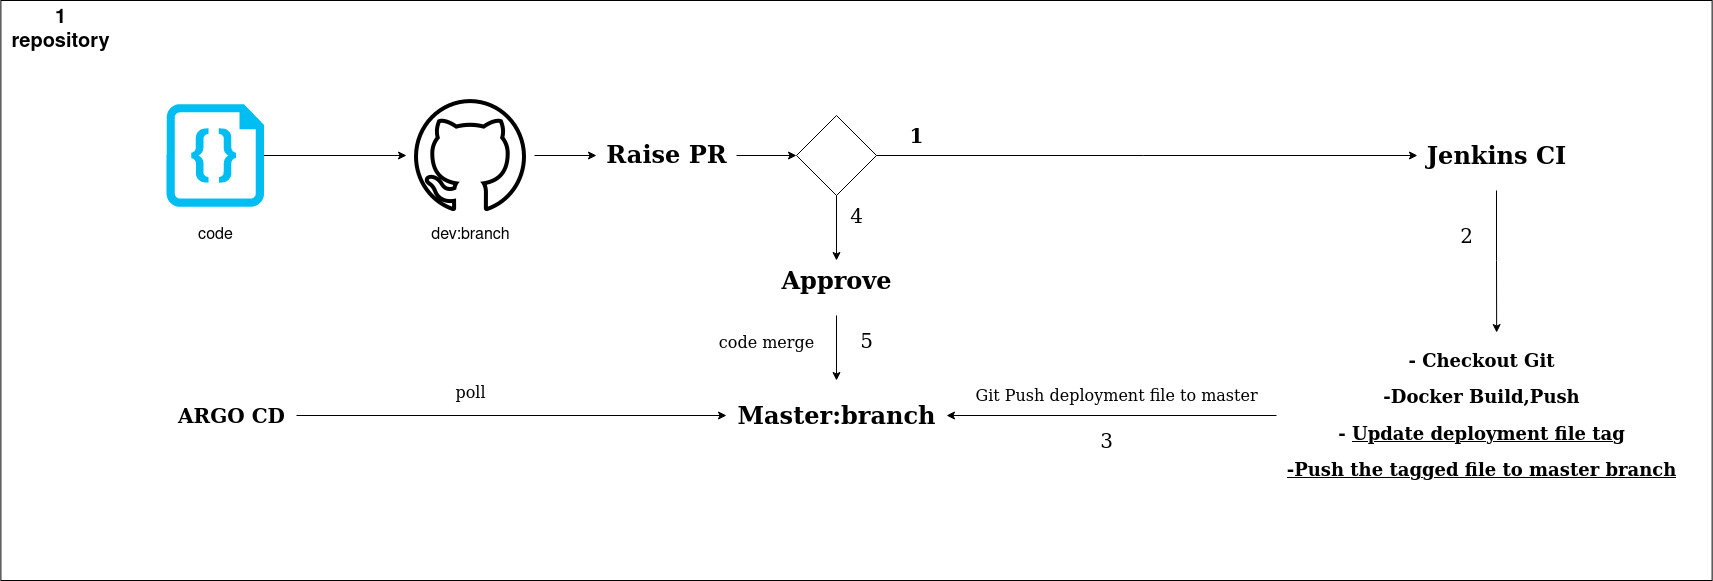 1
repository
code
dev:branch
Raise PR
1
Jenkins CI
4
2
Approve
code merge
5
- Checkout Git
-Docker Build,Push
- Update deployment file tag
-Push the tagged file to master branch
Git Push deployment file to master
3
Master:branch
poll
ARGO CD